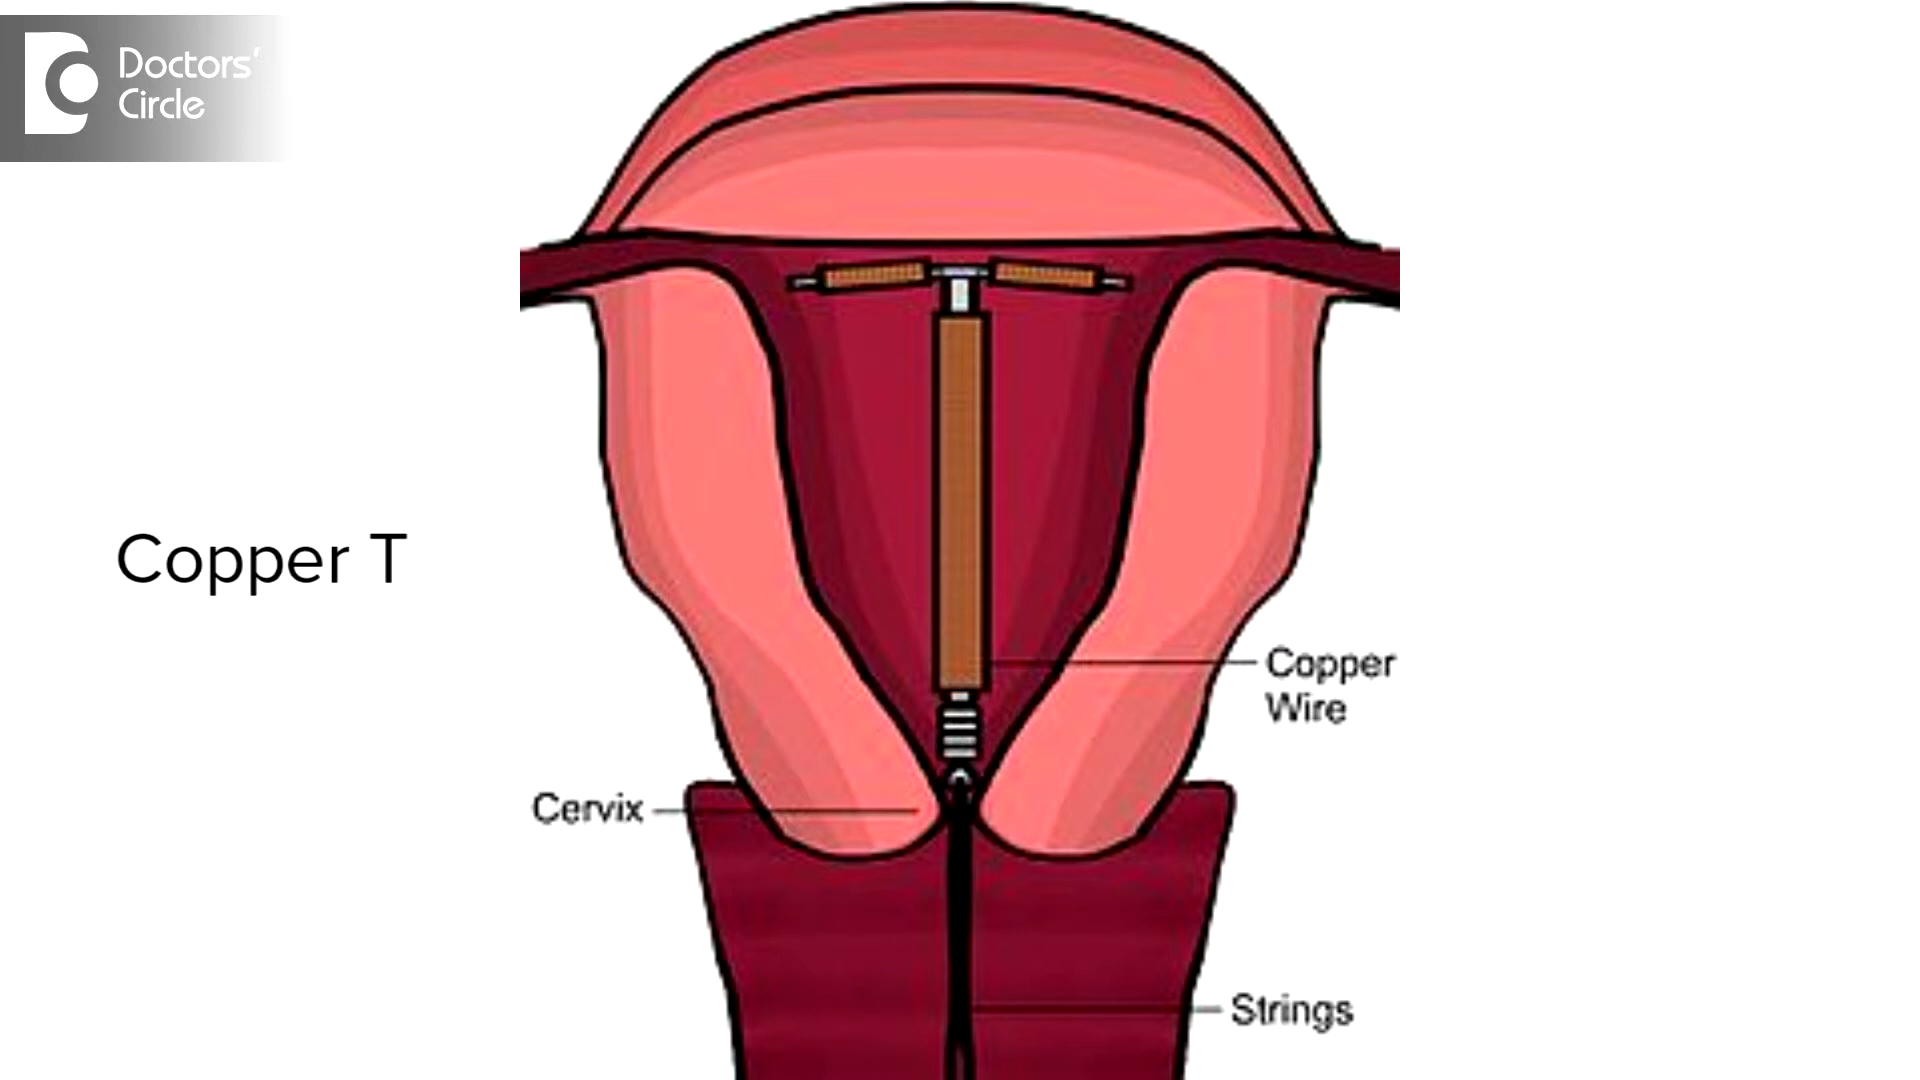 Doctors'
Circle
Copper T
Copper
Wire
Cervix
Strings